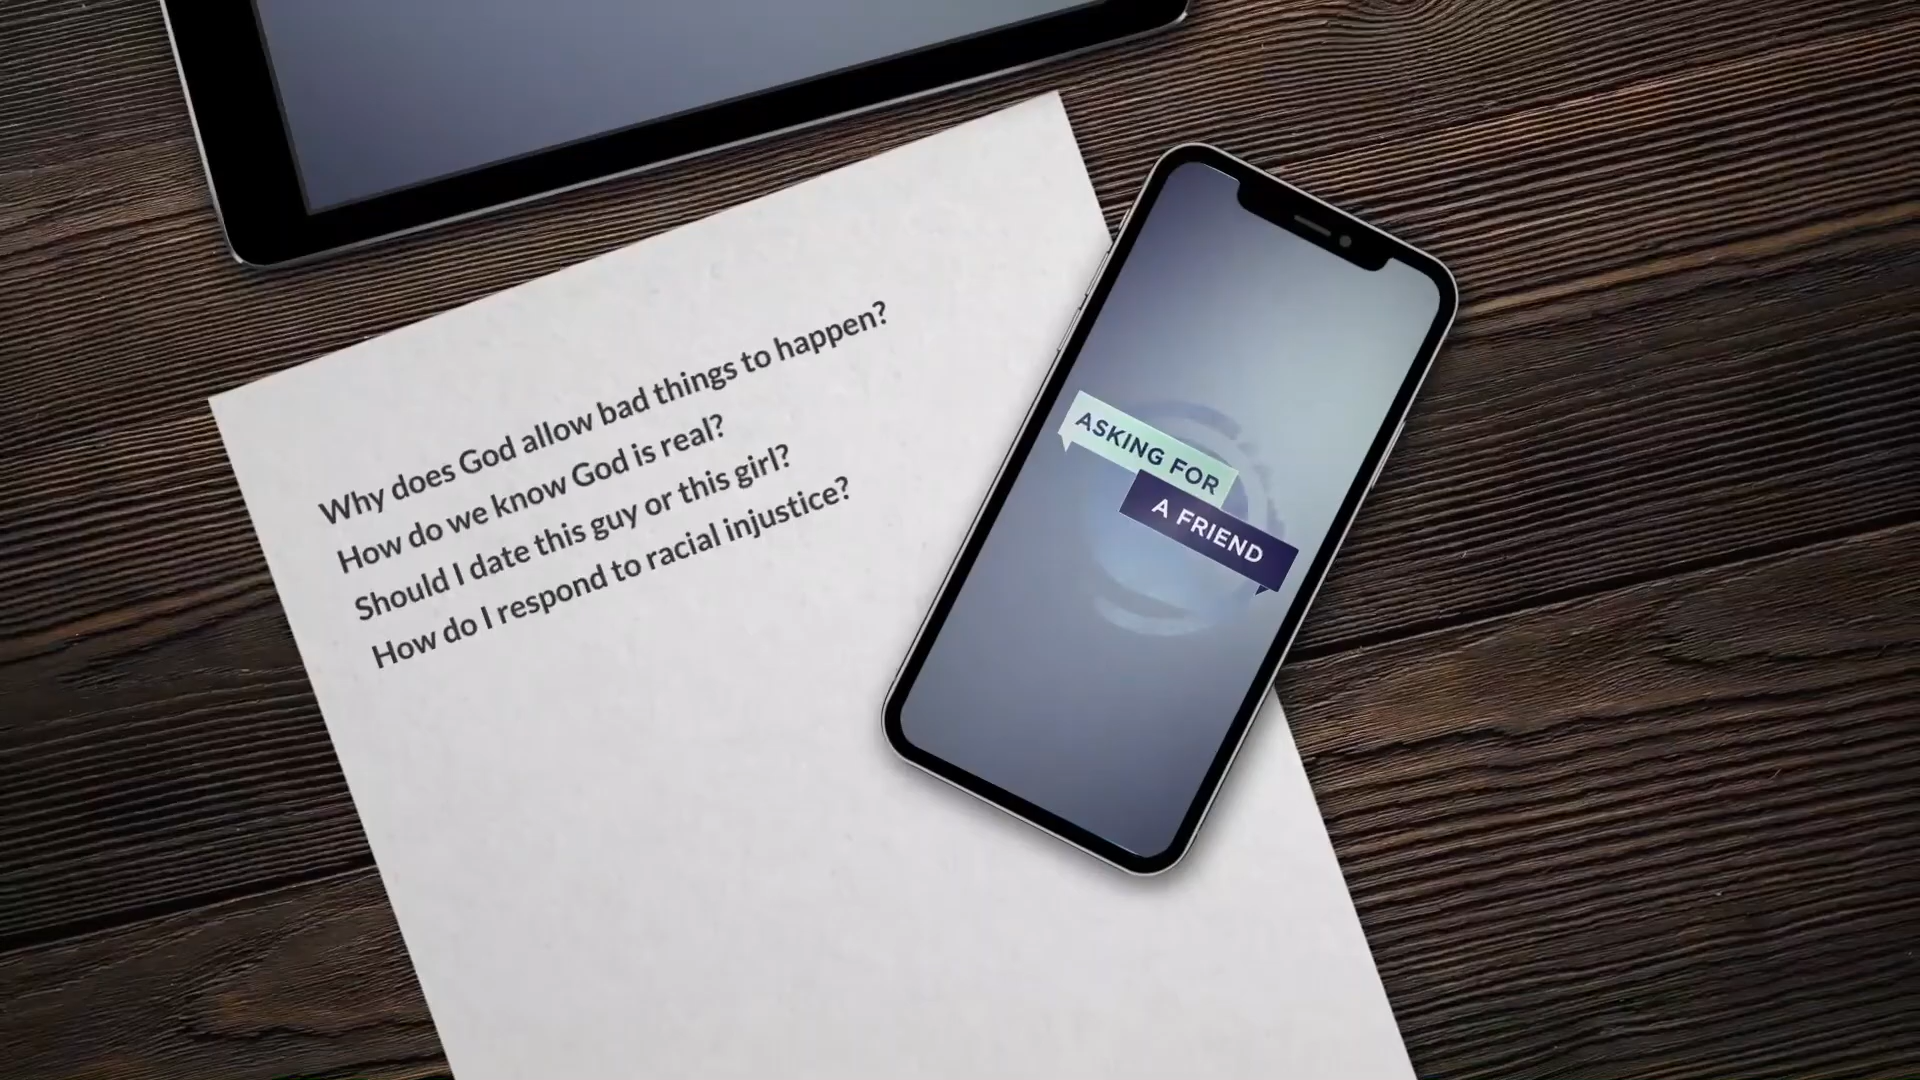 Why does God allow bad things to happen?
How do we know God is real?
Should I date this guy or this girl?
How do I respond to racial injustice?
ASKING FOR
A FRIEND